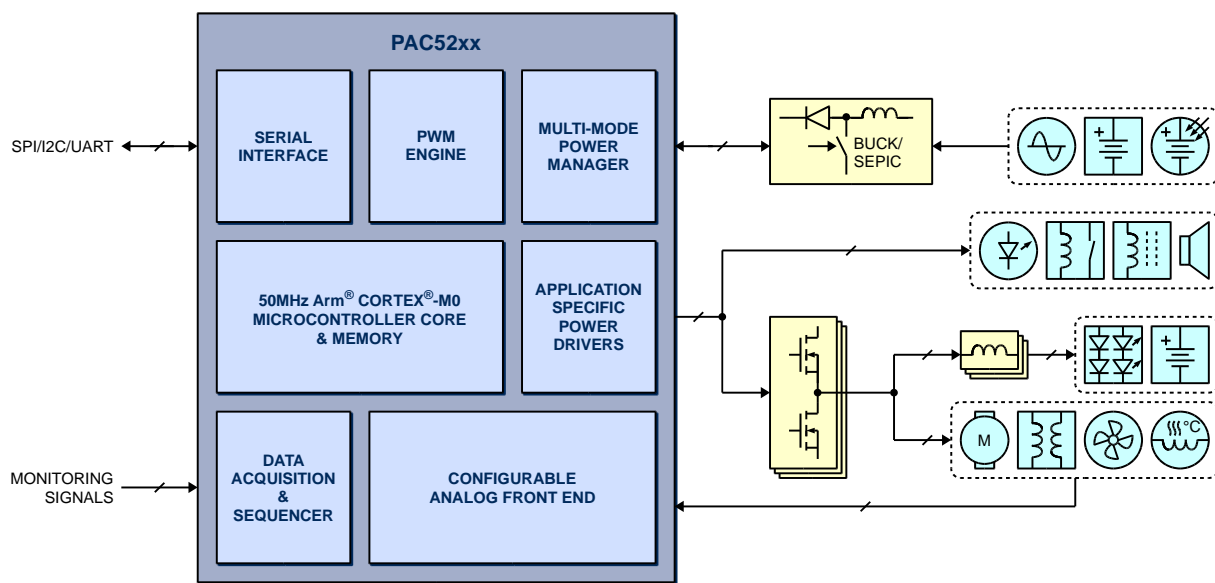 PAC52xx
SERIAL
INTERFACE
PWM
ENGINE
MULTI-MODE
POWER
MANAGER
SPI/I2C/UART
BUCK/
SEPIC
50MHz Arm® CORTEX®-M0
MICROCONTROLLER CORE
& MEMORY
APPLICATION
SPECIFIC
POWER
DRIVERS
M
°C
DATA
ACQUISITION
&
SEQUENCER
CONFIGURABLE
ANALOG FRONT END
MONITORING
SIGNALS